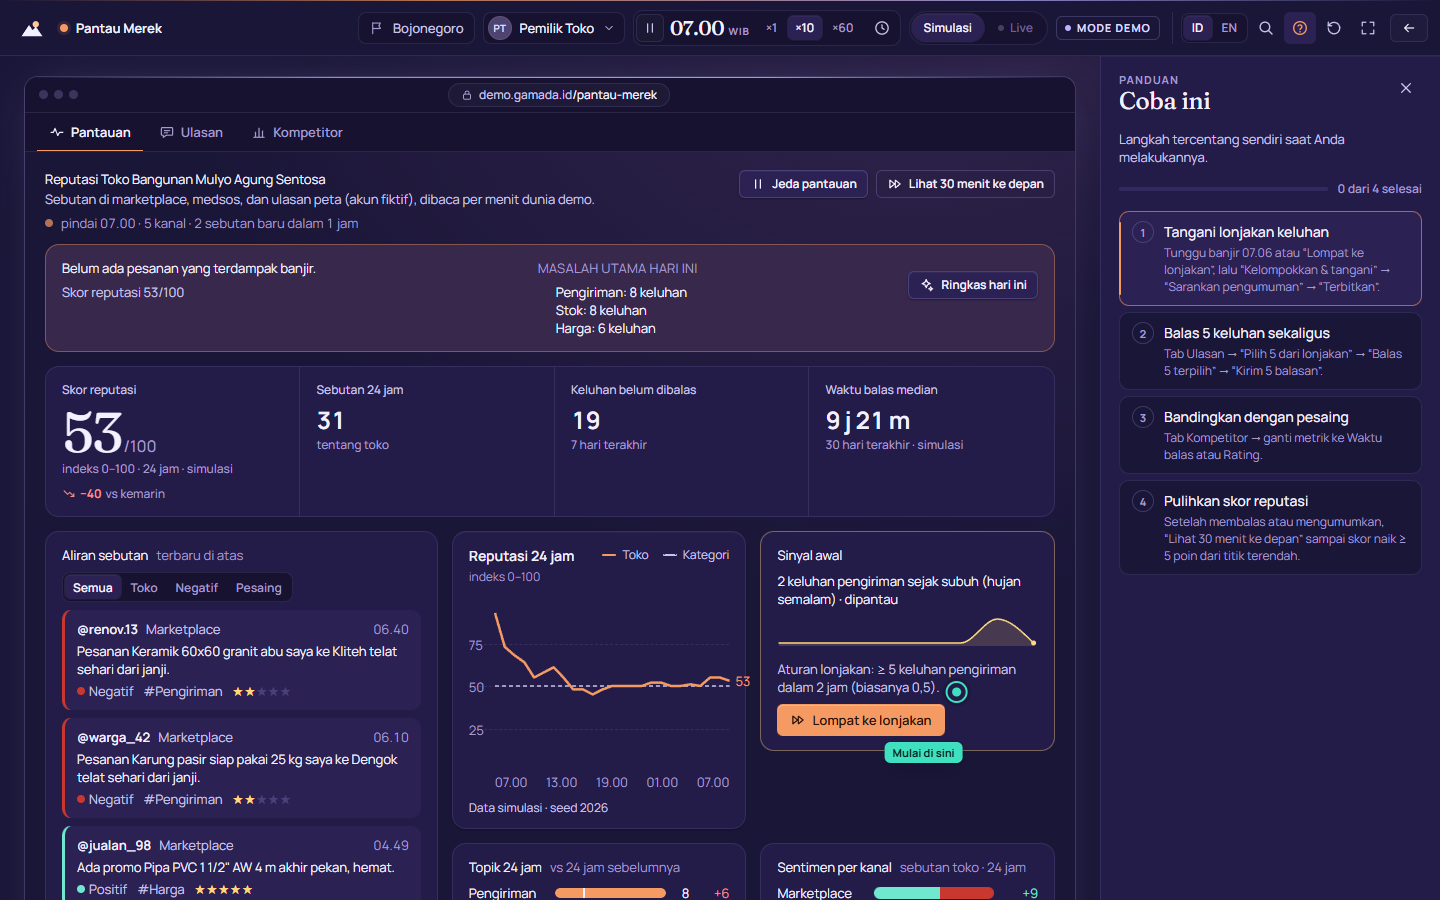 Pantau Merek
Bojonegoro
PT Pemilik Toko
07.00 WIB
×1 ×10 ×60
Simulasi Live
MODE DEMO
ID EN
demo.gamada.id/pantau-merek
Pantauan Ulasan Kompetitor
Reputasi Toko Bangunan Mulyo Agung Sentosa
Sebutan di marketplace, medsos, dan ulasan peta (akun fiktif), dibaca per menit dunia demo.
pindai 07.00 · 5 kanal · 2 sebutan baru dalam 1 jam
Jeda pantauan
Lihat 30 menit ke depan
Belum ada pesanan yang terdampak banjir.
Skor reputasi 53/100
MASALAH UTAMA HARI INI
Pengiriman: 8 keluhan
Stok: 8 keluhan
Harga: 6 keluhan
Ringkas hari ini
Skor reputasi
53/100
indeks 0–100 · 24 jam · simulasi
−40 vs kemarin
Sebutan 24 jam
31
tentang toko
Keluhan belum dibalas
19
7 hari terakhir
Waktu balas median
9 j 21 m
30 hari terakhir · simulasi
Aliran sebutan terbaru di atas
Semua Toko Negatif Pesaing
@renov.13 Marketplace 06.40
Pesanan Keramik 60x60 granit abu saya ke Kliteh telat
sehari dari janji.
Negatif #Pengiriman ★★★★★
@warga_42 Marketplace 06.10
Pesanan Karung pasir siap pakai 25 kg saya ke Dengok
telat sehari dari janji.
Negatif #Pengiriman ★★★★★
@jualan_98 Marketplace 04.49
Ada promo Pipa PVC 1 1/2" AW 4 m akhir pekan, hemat.
Positif #Harga ★★★★★
Reputasi 24 jam
Toko Kategori
indeks 0–100
75
50
25
53
07.00 13.00 19.00 01.00 07.00
Data simulasi · seed 2026
Sinyal awal
2 keluhan pengiriman sejak subuh (hujan
semalam) · dipantau
Aturan lonjakan: ≥ 5 keluhan pengiriman
dalam 2 jam (biasanya 0,5).
Lompat ke lonjakan
Mulai di sini
Topik 24 jam vs 24 jam sebelumnya
Pengiriman 8 +6
Sentimen per kanal sebutan toko · 24 jam
Marketplace +9
PANDUAN
Coba ini
Langkah tercentang sendiri saat Anda
melakukannya.
0 dari 4 selesai
1 Tangani lonjakan keluhan
Tunggu banjir 07.06 atau “Lompat ke
lonjakan”, lalu “Kelompokkan & tangani” →
“Sarankan pengumuman” → “Terbitkan”.
2 Balas 5 keluhan sekaligus
Tab Ulasan → “Pilih 5 dari lonjakan” → “Balas
5 terpilih” → “Kirim 5 balasan”.
3 Bandingkan dengan pesaing
Tab Kompetitor → ganti metrik ke Waktu
balas atau Rating.
4 Pulihkan skor reputasi
Setelah membalas atau mengumumkan,
“Lihat 30 menit ke depan” sampai skor naik ≥
5 poin dari titik terendah.